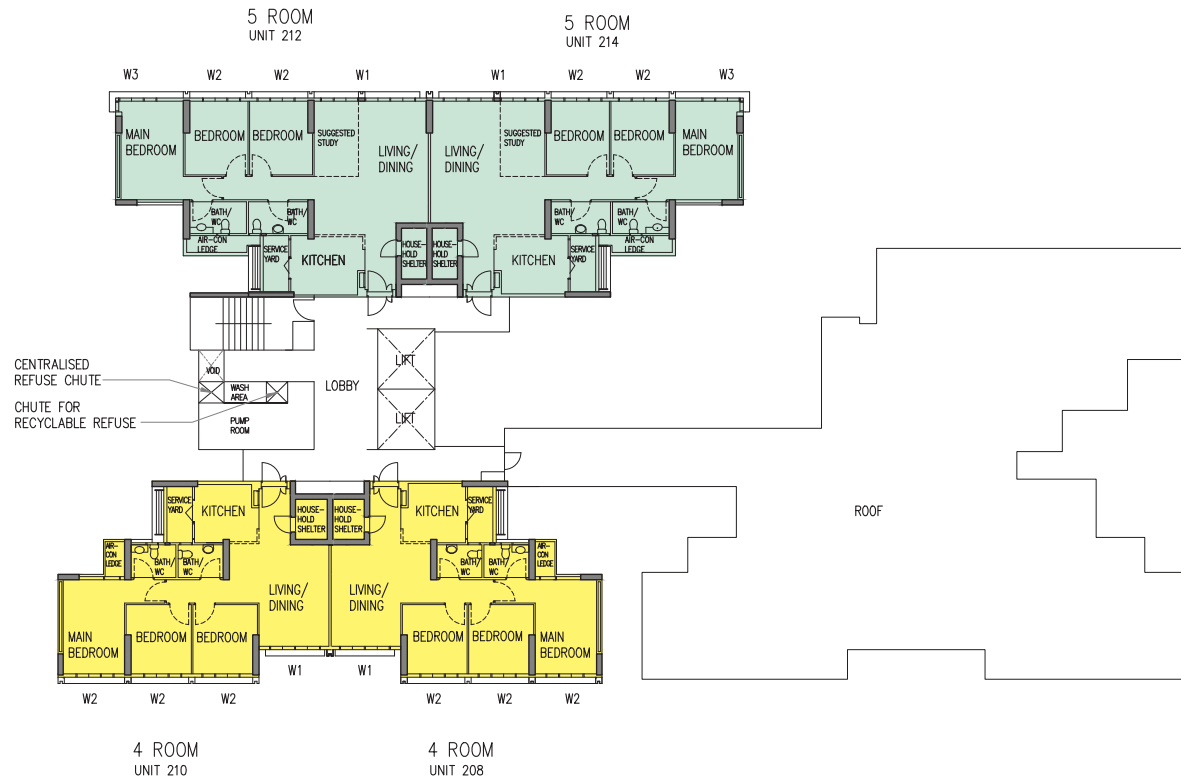 5 ROOM
UNIT 212
5 ROOM
UNIT 214
W3
W2
W2
W1
W1
W2
W2
W3
MAIN
BEDROOM
BEDROOM
BEDROOM
SUGGESTED
STUDY
LIVING/
DINING
LIVING/
DINING
SUGGESTED
STUDY
BEDROOM
BEDROOM
MAIN
BEDROOM
BATH/
WC
BATH/
WC
BATH/
WC
BATH/
WC
AIR-CON
LEDGE
SERVICE
YARD
KITCHEN
HOUSE-
HOLD
SHELTER
HOUSE-
HOLD
SHELTER
KITCHEN
SERVICE
YARD
AIR-CON
LEDGE
CENTRALISED
REFUSE CHUTE
CHUTE FOR
RECYCLABLE REFUSE
VOID
WASH
AREA
PUMP
ROOM
LOBBY
LIFT
LIFT
ROOF
SERVICE
YARD
KITCHEN
HOUSE-
HOLD
SHELTER
HOUSE-
HOLD
SHELTER
KITCHEN
SERVICE
YARD
AIR-
CON
LEDGE
BATH/
WC
BATH/
WC
BATH/
WC
BATH/
WC
AIR-
CON
LEDGE
MAIN
BEDROOM
BEDROOM
BEDROOM
LIVING/
DINING
LIVING/
DINING
BEDROOM
BEDROOM
MAIN
BEDROOM
W2
W2
W2
W1
W1
W2
W2
W2
4 ROOM
UNIT 210
4 ROOM
UNIT 208